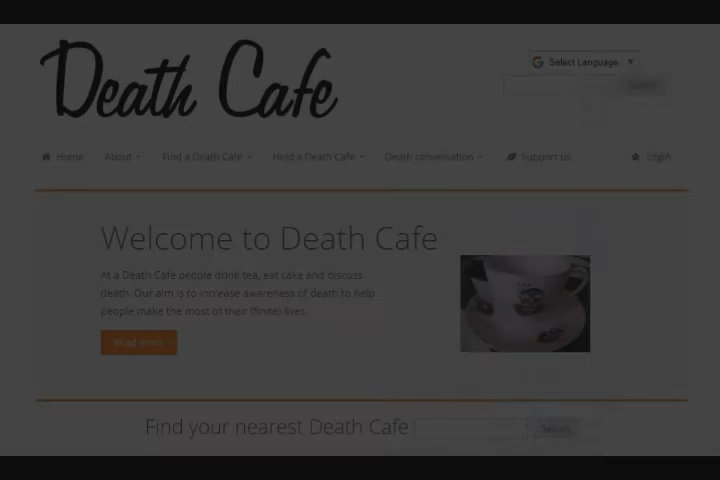 Death Cafe
Select Language
Search
Home About Find a Death Cafe Hold a Death Cafe Death conversation Support us Login
Welcome to Death Cafe
At a Death Cafe people drink tea, eat cake and discuss
death. Our aim is to increase awareness of death to help
people make the most of their (finite) lives.
Read more
Find your nearest Death Cafe Search